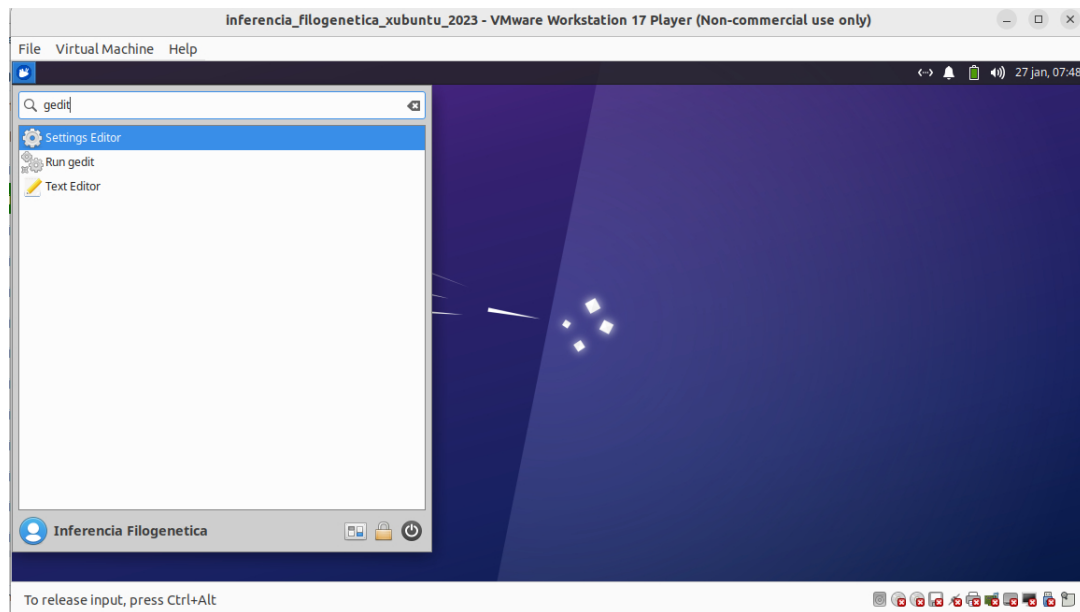 inferencia_filogenetica_xubuntu_2023 - VMware Workstation 17 Player (Non-commercial use only)
File Virtual Machine Help
27 jan, 07:48
gedit
Settings Editor
Run gedit
Text Editor
Inferencia Filogenetica
To release input, press Ctrl+Alt